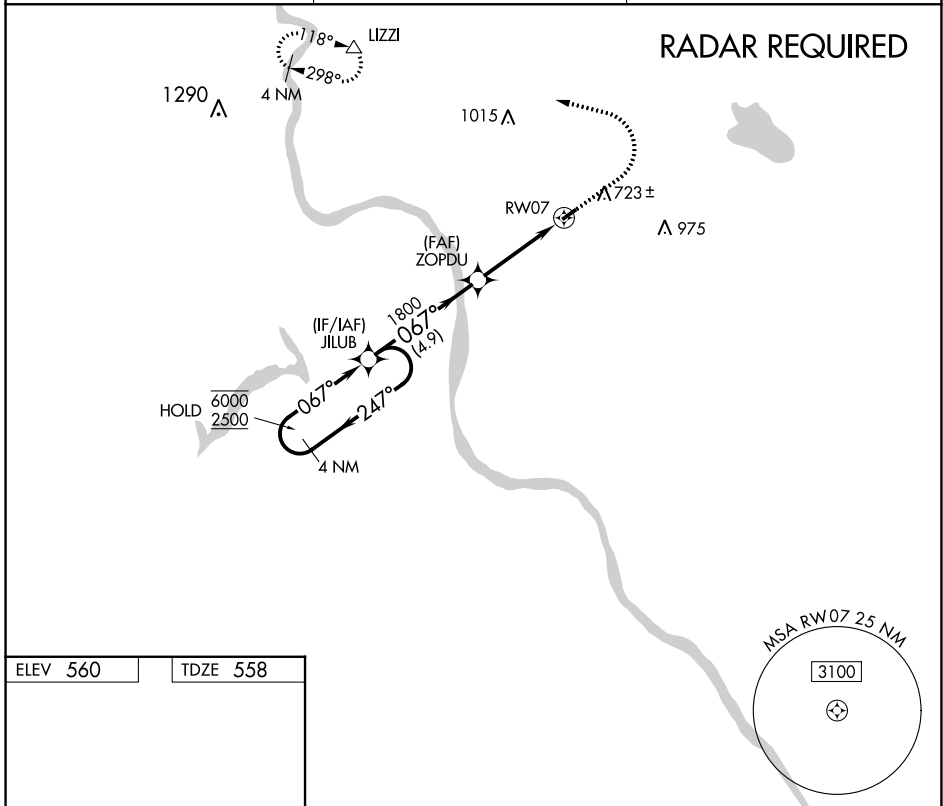 RADAR REQUIRED
118°
LIZZI
298°
4 NM
1290
1015
723 ±
RW07
975
(FAF)
ZOPDU
1800
067°
(4.9)
(IF/IAF)
JILUB
067°
247°
HOLD
6000
2500
4 NM
MSA RW07 25 NM
3100
ELEV 560
TDZE 558